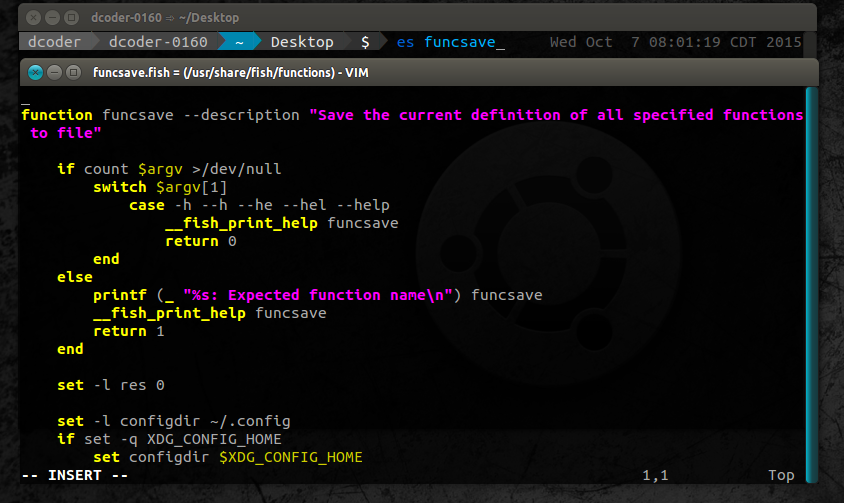 dcoder-0160 ⇨ ~/Desktop
dcoder dcoder-0160 ~ Desktop $ es funcsave_ Wed Oct  7 08:01:19 CDT 2015
funcsave.fish = (/usr/share/fish/functions) - VIM
_
function funcsave --description "Save the current definition of all specified functions
 to file"
    if count $argv >/dev/null
        switch $argv[1]
            case -h --h --he --hel --help
                __fish_print_help funcsave
                return 0
        end
    else
        printf (_ "%s: Expected function name\n") funcsave
        __fish_print_help funcsave
        return 1
    end
    set -l res 0
    set -l configdir ~/.config
    if set -q XDG_CONFIG_HOME
        set configdir $XDG_CONFIG_HOME
-- INSERT -- 1,1 Top